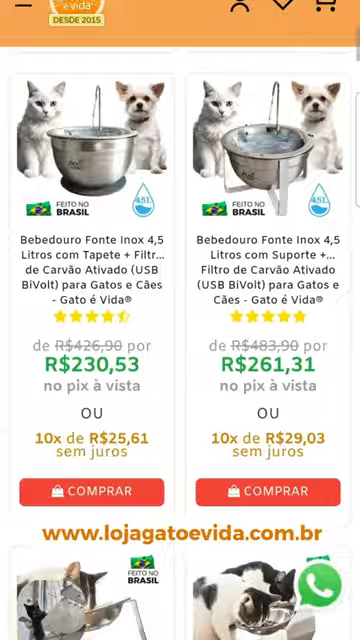 é vida
DESDE 2015
FEITO NO
BRASIL
4,5L
FEITO NO
BRASIL
4,5L
Bebedouro Fonte Inox 4,5
Litros com Tapete + Filtr...
de Carvão Ativado (USB
BiVolt) para Gatos e Cães
- Gato é Vida®
Bebedouro Fonte Inox 4,5
Litros com Suporte +...
Filtro de Carvão Ativado
(USB BiVolt) para Gatos e
Cães - Gato é Vida®
de R$426,90 por
R$230,53
no pix à vista
OU
10x de R$25,61
sem juros
COMPRAR
de R$483,90 por
R$261,31
no pix à vista
OU
10x de R$29,03
sem juros
COMPRAR
www.lojagatoevida.com.br
FEITO NO
BRASIL
FEITO NO
BRASIL